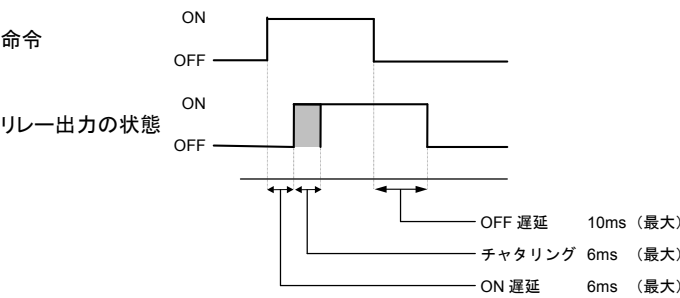 ON
命令
OFF
ON
リレー出力の状態
OFF
OFF 遅延 10ms （最大）
チャタリング 6ms （最大）
ON 遅延 6ms （最大）